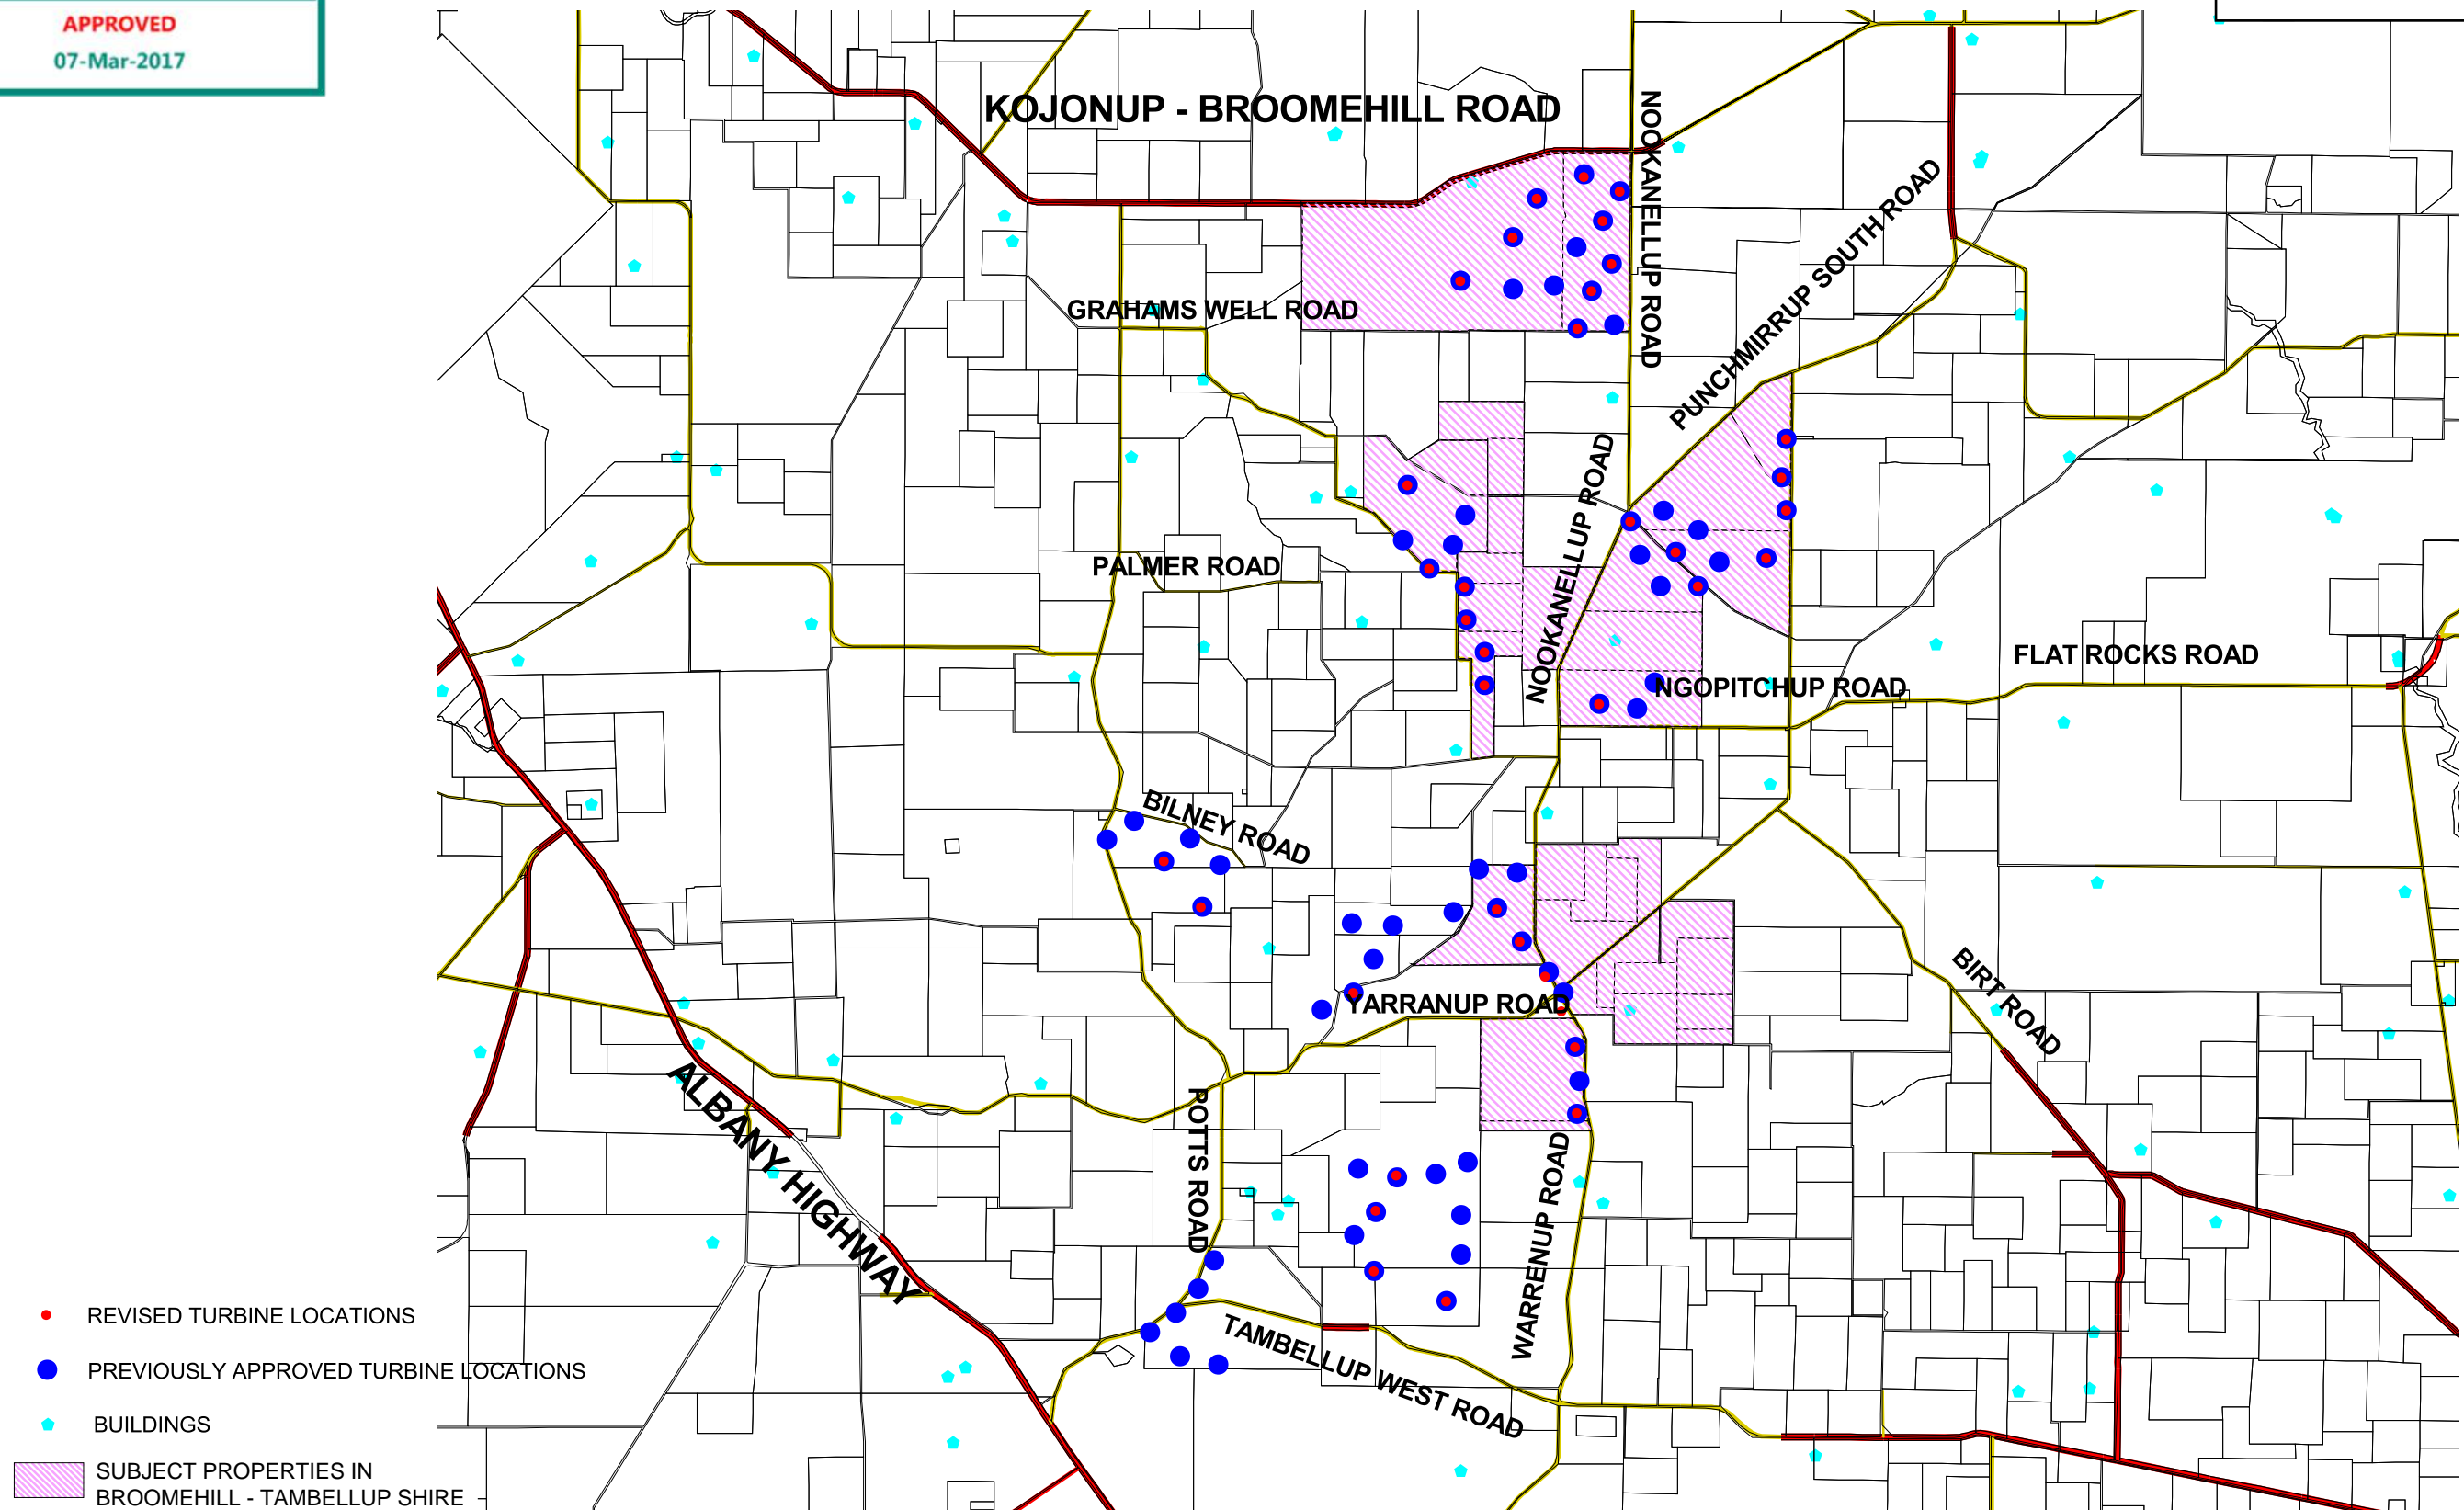 APPROVED
07-Mar-2017
KOJONUP - BROOMEHILL ROAD
NOOKANELLUP ROAD
PUNCHMIRRUP SOUTH ROAD
GRAHAMS WELL ROAD
NOOKANELLUP ROAD
PALMER ROAD
FLAT ROCKS ROAD
NGOPITCHUP ROAD
BILNEY ROAD
BIRT ROAD
YARRANUP ROAD
ALBANY HIGHWAY
POTTS ROAD
WARRENUP ROAD
TAMBELLUP WEST ROAD
REVISED TURBINE LOCATIONS
PREVIOUSLY APPROVED TURBINE LOCATIONS
BUILDINGS
SUBJECT PROPERTIES IN
BROOMEHILL - TAMBELLUP SHIRE